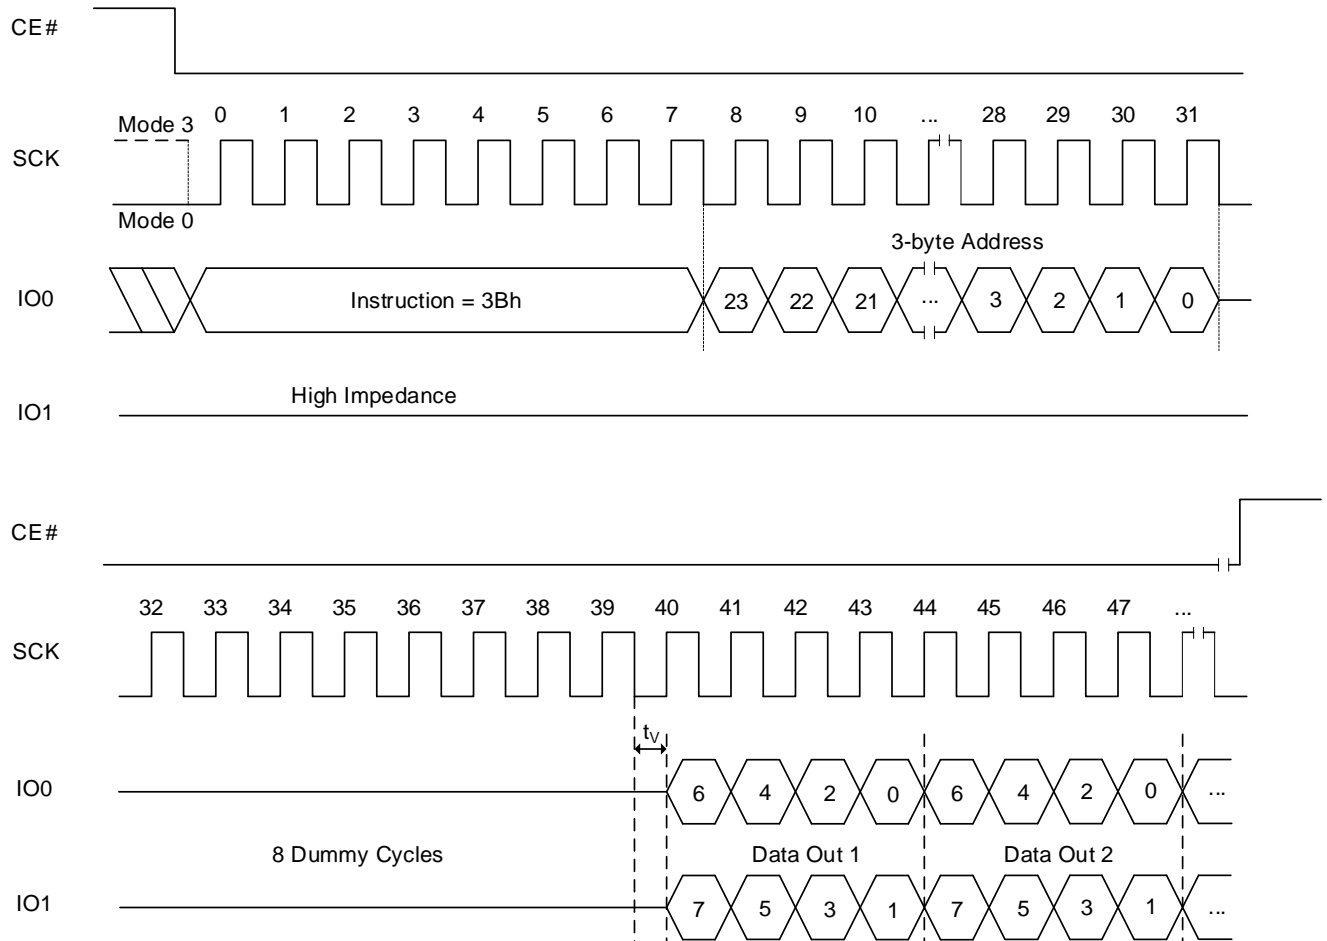 CE#
Mode 3 0 1 2 3 4 5 6 7 8 9 10 ... 28 29 30 31
SCK
Mode 0
3-byte Address
IO0 Instruction = 3Bh 23 22 21 ... 3 2 1 0
High Impedance
IO1
CE#
32 33 34 35 36 37 38 39 40 41 42 43 44 45 46 47 ...
SCK
tV
IO0 6 4 2 0 6 4 2 0 ...
8 Dummy Cycles Data Out 1 Data Out 2
IO1 7 5 3 1 7 5 3 1 ...